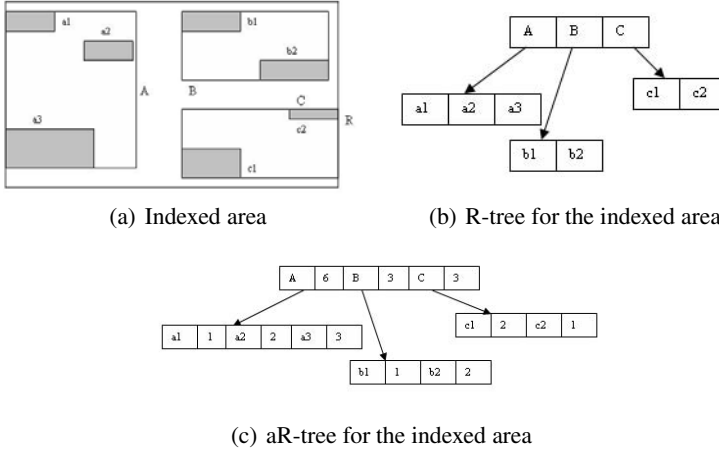 a1
a2
A
a3
b1
b2
B
C
c2
R
c1
(a) Indexed area
A B C
a1 a2 a3
c1 c2
b1 b2
(b) R-tree for the indexed area
A 6 B 3 C 3
a1 1 a2 2 a3 3
c1 2 c2 1
b1 1 b2 2
(c) aR-tree for the indexed area